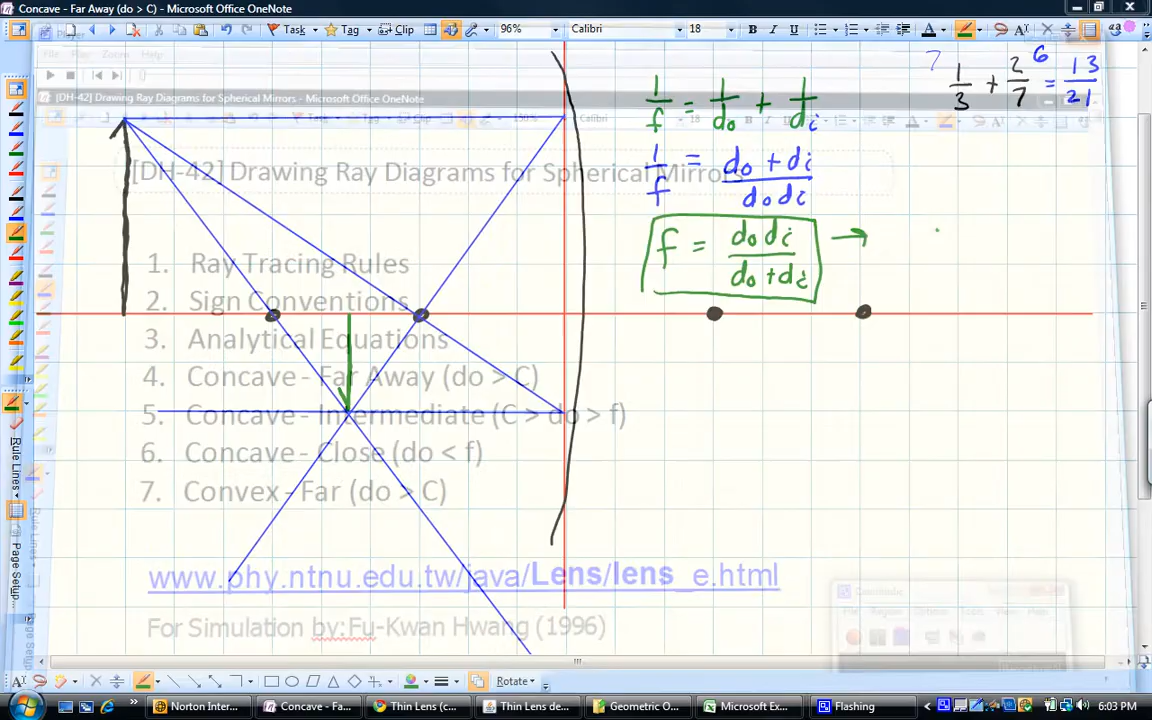 Concave - Far Away (do > C) - Microsoft Office OneNote
Task Tag Clip 96% Calibri 18 B I U A
[DH-42] Drawing Ray Diagrams for Spherical Mirrors - Microsoft Office OneNote
7 1/3 + 2/7 6 = 13/21
1/f = 1/do + 1/di
1/f = do + di / do di
f = do di / do + di →
[DH-42] Drawing Ray Diagrams for Spherical Mirrors
1. Ray Tracing Rules
2. Sign Conventions
3. Analytical Equations
4. Concave - Far Away (do > C)
5. Concave - Intermediate (C > do > f)
6. Concave - Close (do < f)
7. Convex - Far (do > C)
www.phy.ntnu.edu.tw/java/Lens/lens_e.html
For Simulation by: Fu-Kwan Hwang (1996)
Rule Lines
Page Setup
Rotate
Norton Inter... Concave - Fa... Thin Lens (c... Thin Lens de... Geometric O... Microsoft Ex... Flashing 6:03 PM